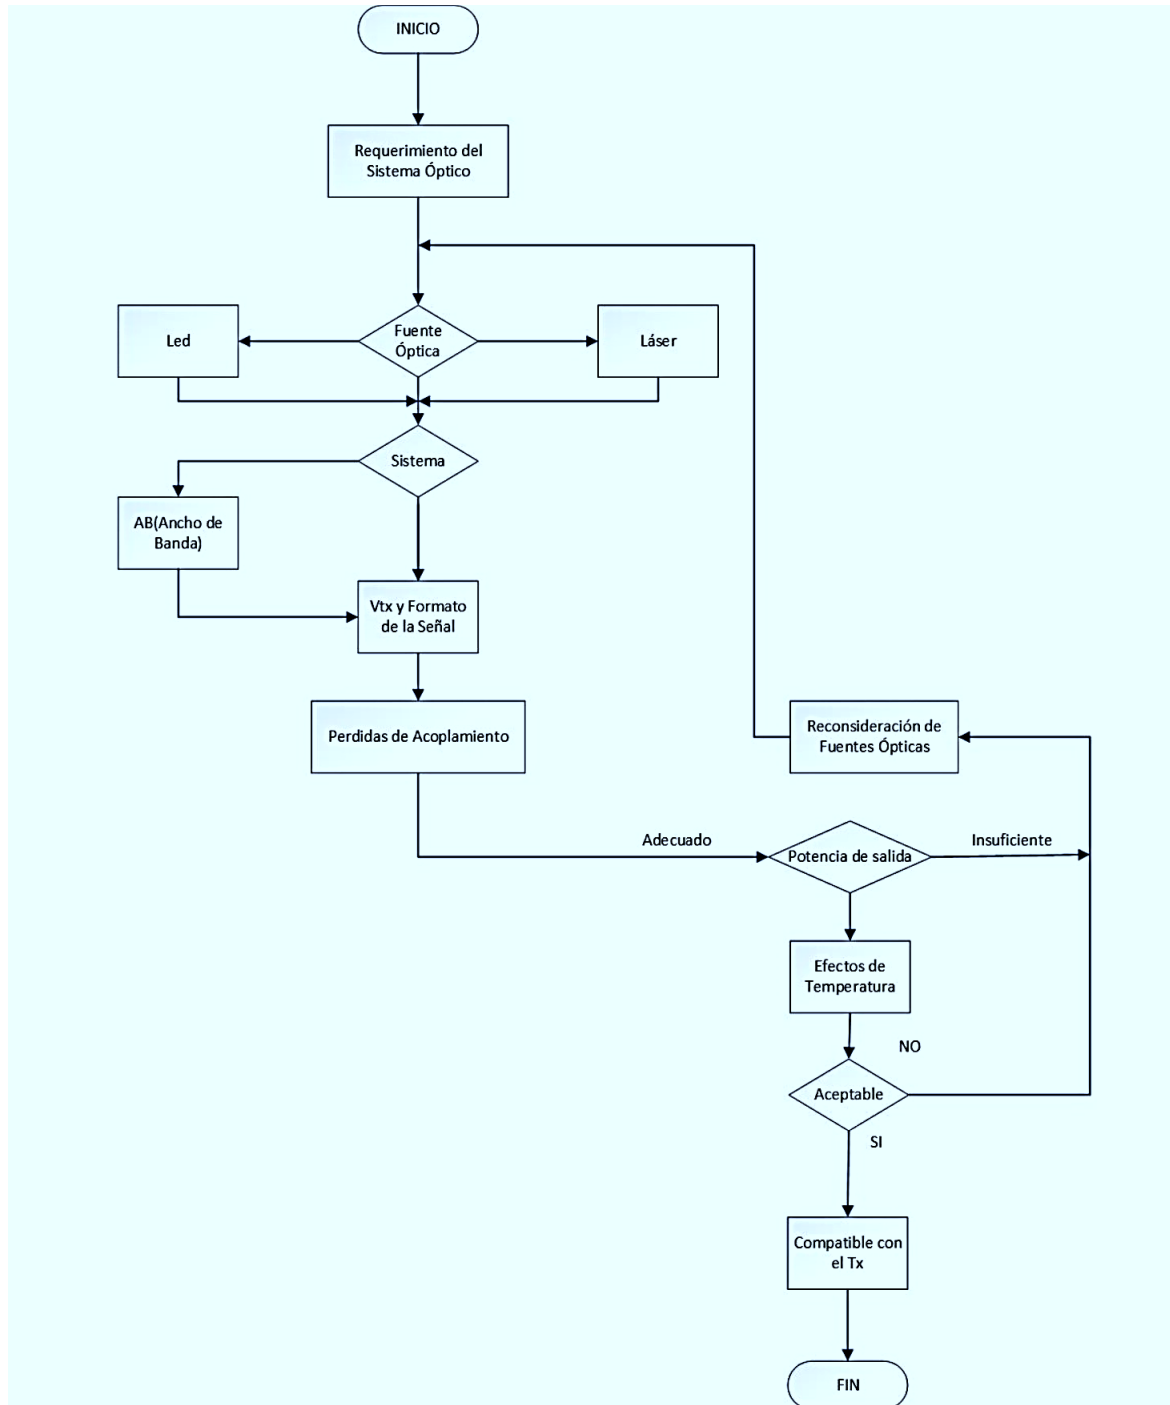 INICIO
Requerimiento del
Sistema Óptico
Fuente
Óptica
Led
Láser
Sistema
AB(Ancho de
Banda)
Vtx y Formato
de la Señal
Perdidas de Acoplamiento
Reconsideración de
Fuentes Ópticas
Adecuado
Potencia de salida
Insuficiente
Efectos de
Temperatura
NO
Aceptable
SI
Compatible con
el Tx
FIN